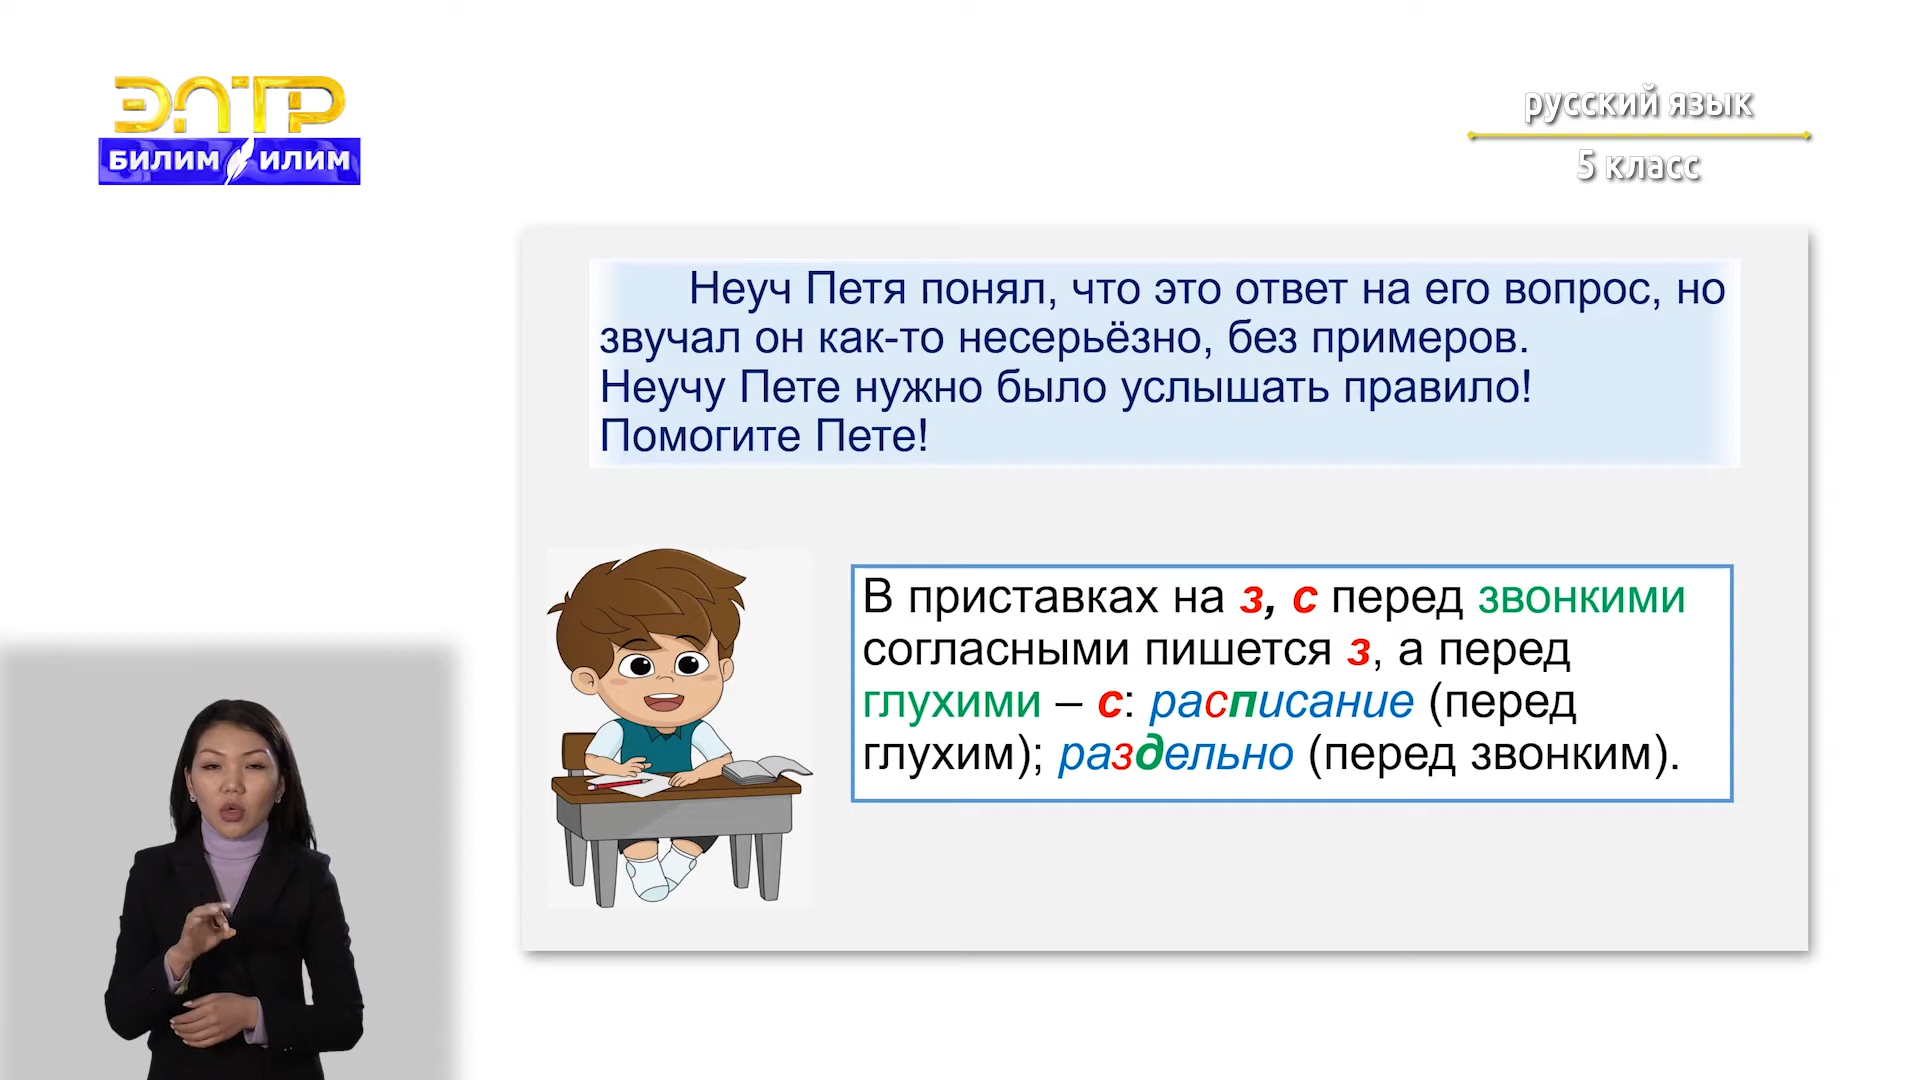 ЭЛТР
БИЛИМ ИЛИМ
русский язык
5 класс
Неуч Петя понял, что это ответ на его вопрос, но
звучал он как-то несерьёзно, без примеров.
Неучу Пете нужно было услышать правило!
Помогите Пете!
В приставках на з, с перед звонкими
согласными пишется з, а перед
глухими – с: расписание (перед
глухим); раздельно (перед звонким).